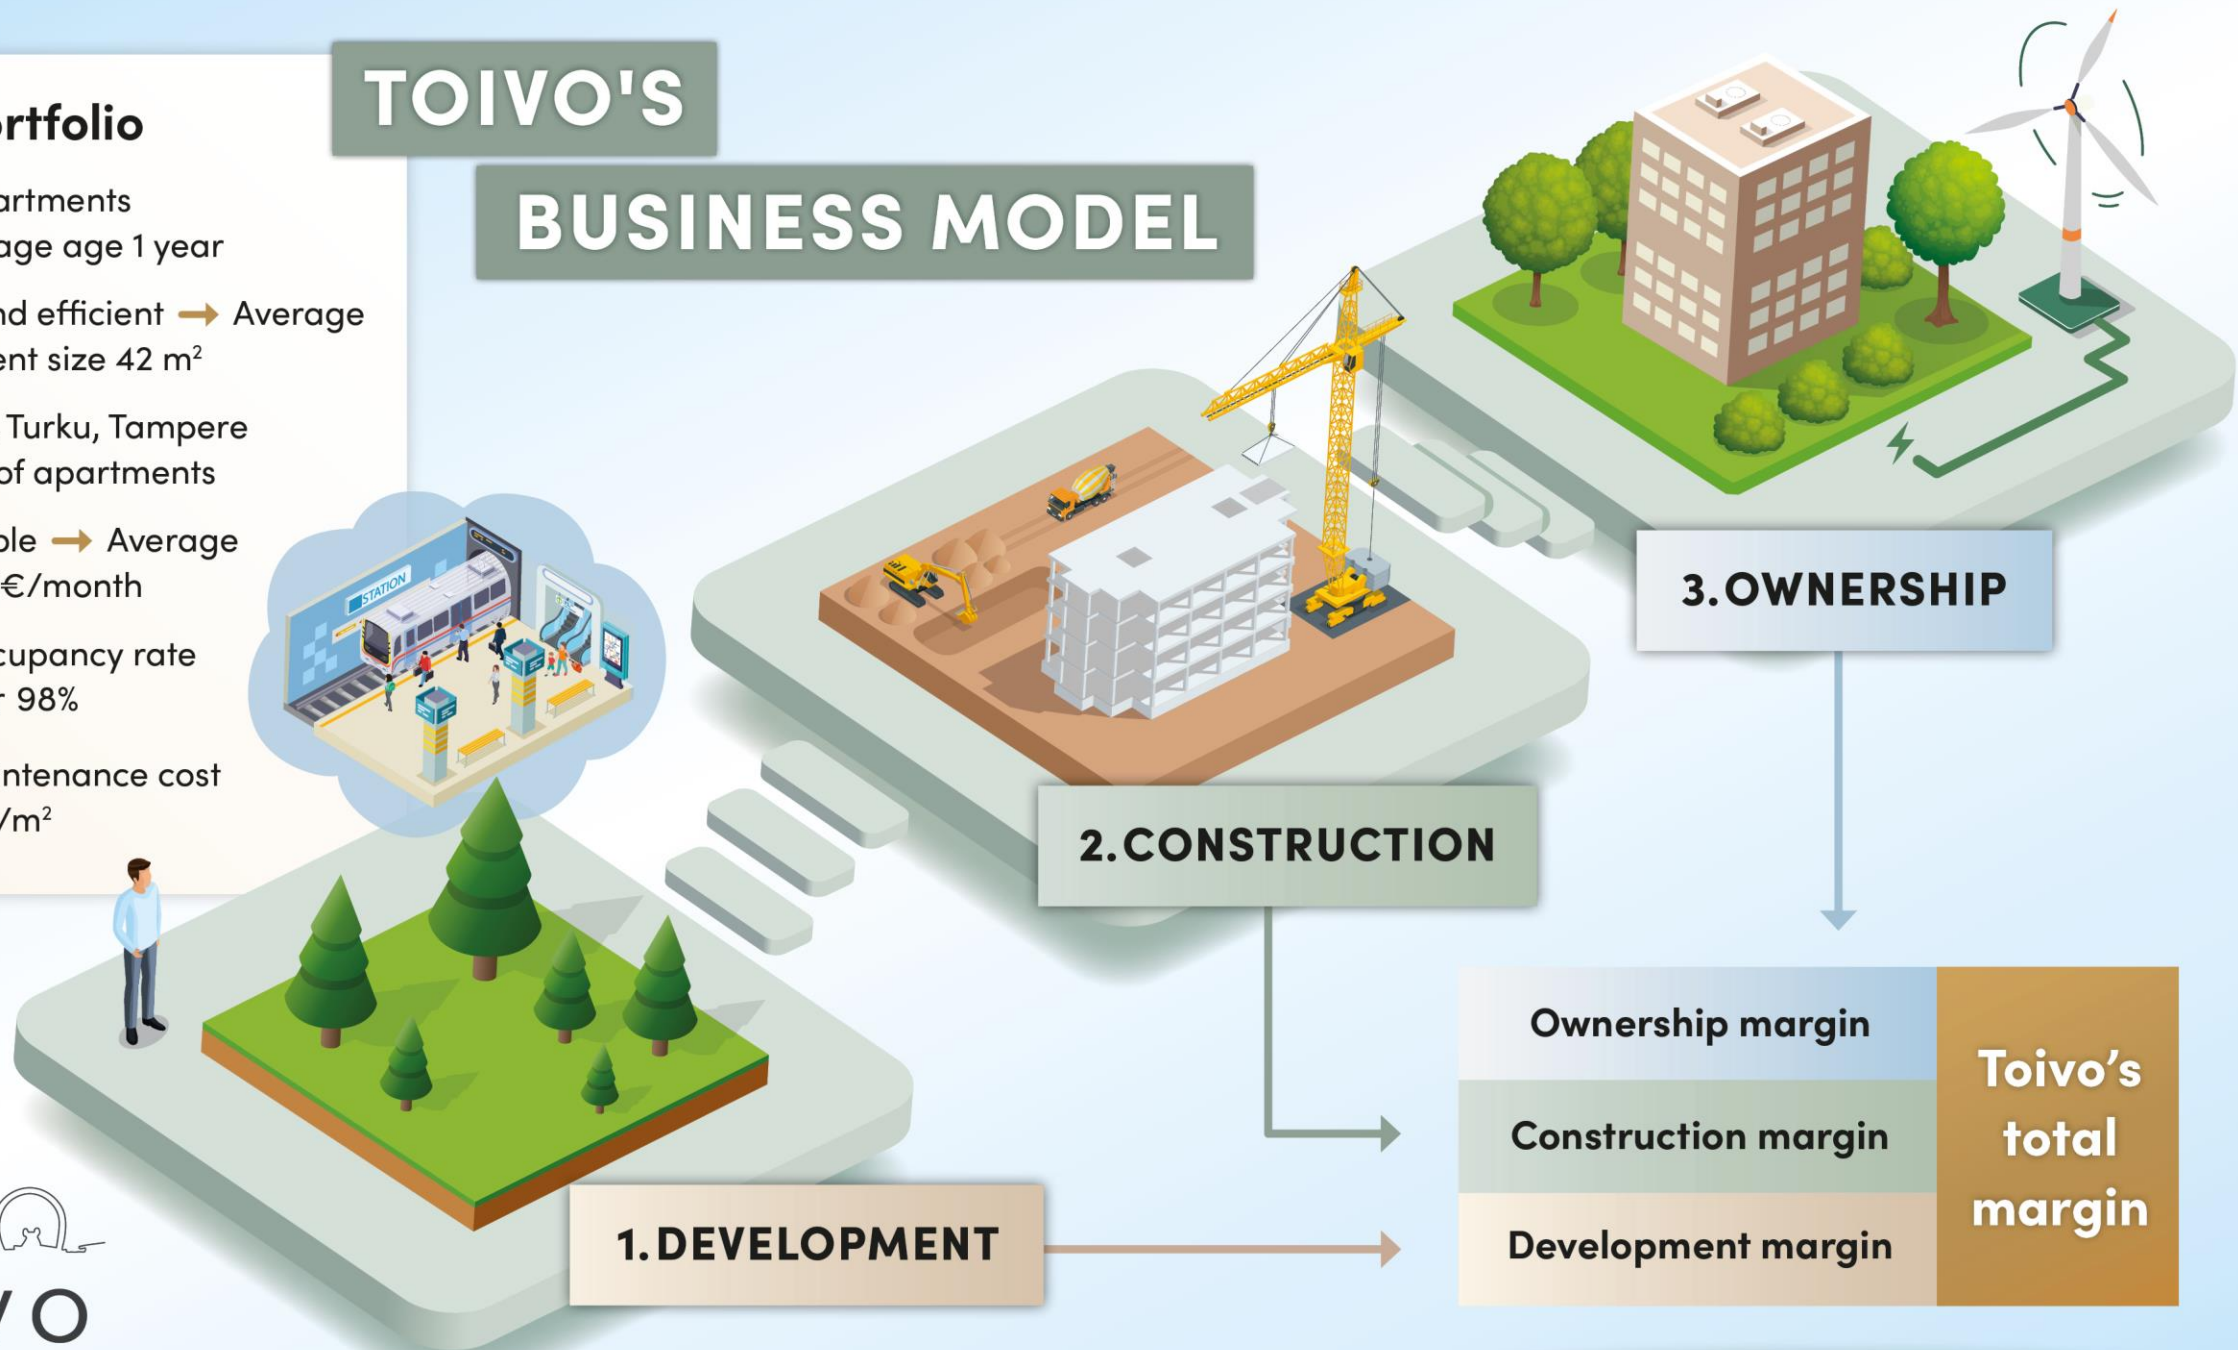 TOIVO'S
BUSINESS MODEL
rtfolio
artments
age age 1 year
nd efficient → Average
ent size 42 m²
Turku, Tampere
of apartments
ole → Average
€/month
cupancy rate
r 98%
ntenance cost
/m²
STATION
3.OWNERSHIP
2.CONSTRUCTION
1.DEVELOPMENT
Ownership margin
Construction margin
Development margin
Toivo's
total
margin
VO